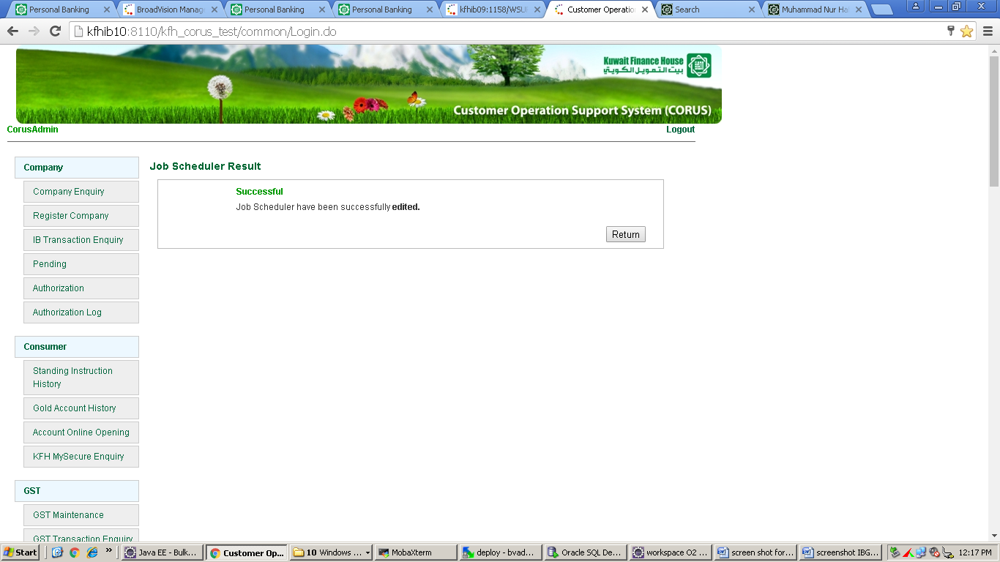 Personal Banking
BroadVision Manag
Personal Banking
Personal Banking
kfhib09:1158/WSU
Customer Operatio
Search
Muhammad Nur Ha
kfhib10:8110/kfh_corus_test/common/Login.do
Kuwait Finance House
بيت التمويل الكويتي
Customer Operation Support System (CORUS)
CorusAdmin
Logout
Company
Company Enquiry
Register Company
IB Transaction Enquiry
Pending
Authorization
Authorization Log
Consumer
Standing Instruction
History
Gold Account History
Account Online Opening
KFH MySecure Enquiry
GST
GST Maintenance
GST Transaction Enquiry
Job Scheduler Result
Successful
Job Scheduler have been successfully edited.
Return
Start
Java EE - Bulk...
Customer Op...
10 Windows ...
MobaXterm
deploy - bvad...
Oracle SQL De...
workspace O2 ...
screen shot for...
screenshot IBG...
12:17 PM